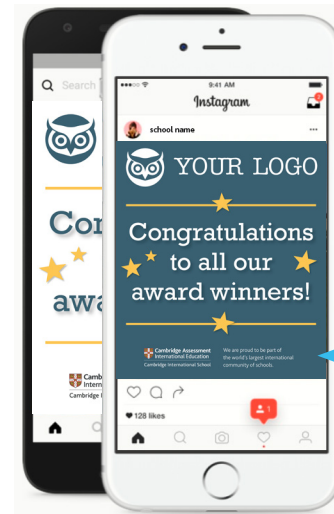 Search
Con
awa
Camb
Intern
Cambridge I
9:41 AM
Instagram
school name
YOUR LOGO
Congratulations
to all our
award winners!
Cambridge Assessment
International Education
Cambridge International School
We are proud to be part of
the world's largest international
community of schools.
128 likes
1